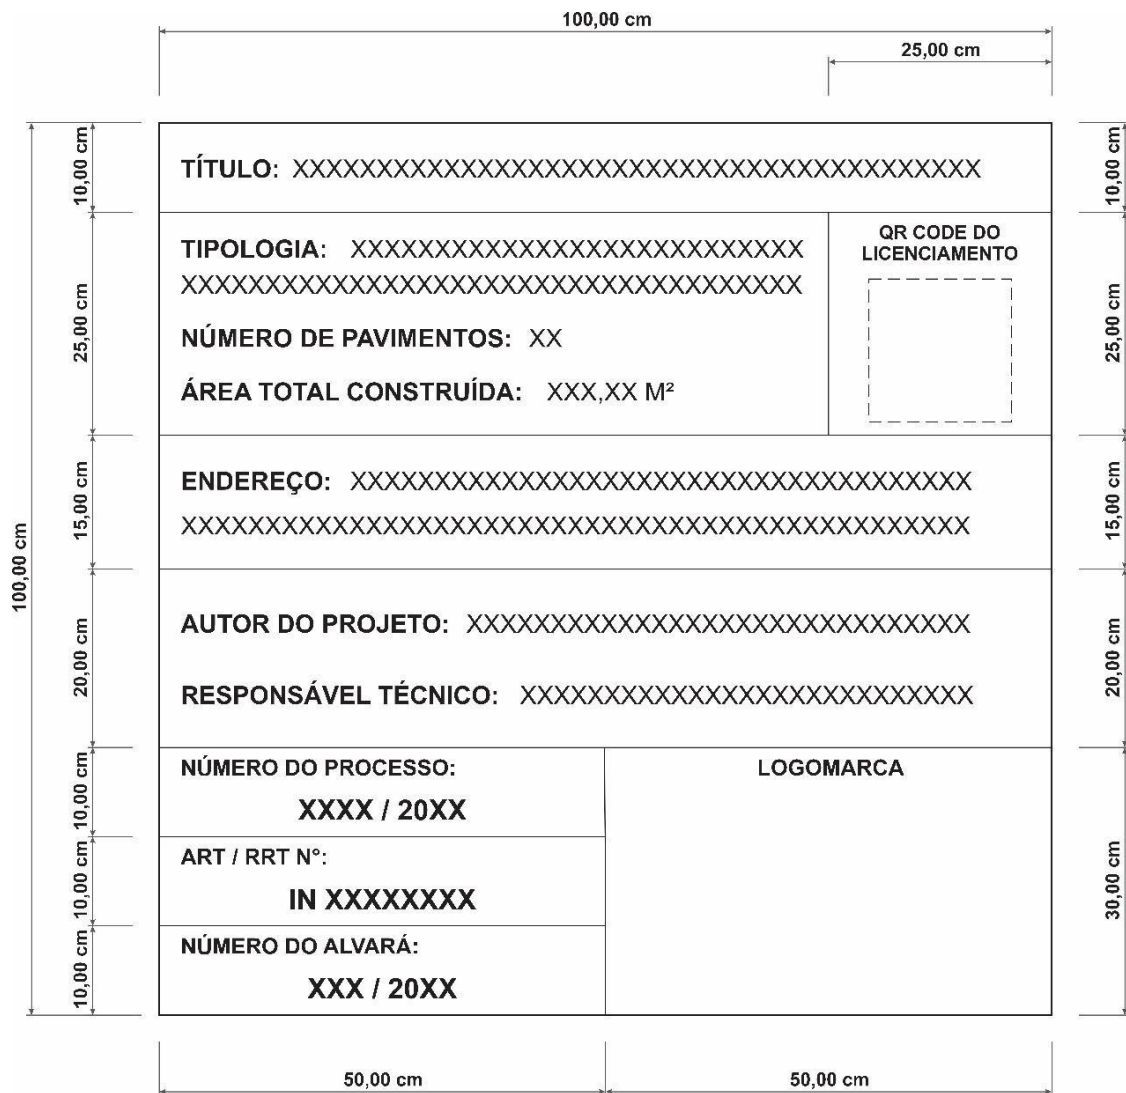 100,00 cm
25,00 cm
10,00 cm
10,00 cm
TÍTULO: XXXXXXXXXXXXXXXXXXXXXXXXXXXXXXXXXXXXXXXXX
TIPOLOGIA: XXXXXXXXXXXXXXXXXXXXXXXXXXX
XXXXXXXXXXXXXXXXXXXXXXXXXXXXXXXXXXXXX
QR CODE DO
LICENCIAMENTO
25,00 cm
25,00 cm
NÚMERO DE PAVIMENTOS: XX
ÁREA TOTAL CONSTRUÍDA: XXX,XX M²
15,00 cm
15,00 cm
ENDEREÇO: XXXXXXXXXXXXXXXXXXXXXXXXXXXXXXXXXXXXX
XXXXXXXXXXXXXXXXXXXXXXXXXXXXXXXXXXXXXXXXXXXXXXX
100,00 cm
20,00 cm
20,00 cm
AUTOR DO PROJETO: XXXXXXXXXXXXXXXXXXXXXXXXXXXXXX
RESPONSÁVEL TÉCNICO: XXXXXXXXXXXXXXXXXXXXXXXXXXX
10,00 cm
NÚMERO DO PROCESSO:
XXXX / 20XX
LOGOMARCA
10,00 cm
ART / RRT N°:
IN XXXXXXXX
30,00 cm
10,00 cm
NÚMERO DO ALVARÁ:
XXX / 20XX
50,00 cm
50,00 cm